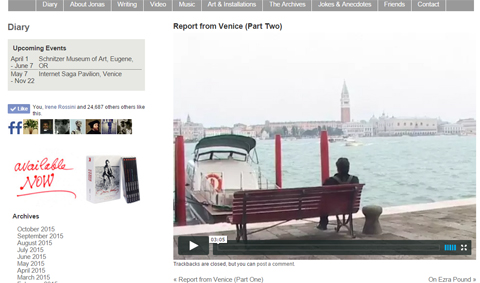 Diary
About Jonas
Writing
Video
Music
Art & Installations
The Archives
Jokes & Anecdotes
Friends
Contact
Diary
Upcoming Events
April 1 - June 7
Schnitzer Museum of Art, Eugene, OR
May 7 - Nov 22
Internet Saga Pavilion, Venice
Like
You, Irene Rossini and 24,687 others others like this.
available
NOW
Archives
October 2015
September 2015
August 2015
July 2015
June 2015
May 2015
April 2015
March 2015
Report from Venice (Part Two)
03:05
Trackbacks are closed, but you can post a comment.
« Report from Venice (Part One)
On Ezra Pound »